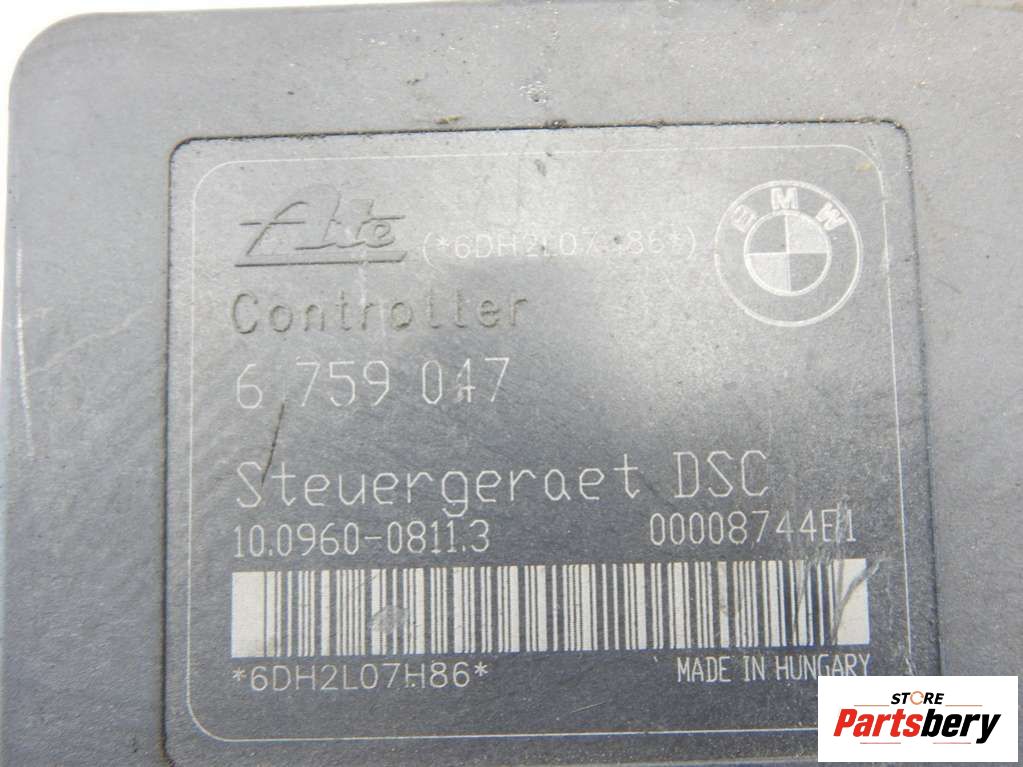 Ate (*6DH2L07H86*)
BMW
Controller
6 759 047
Steuergeraet DSC
10.0960-0811.3 00008744E1
*6DH2L07H86* MADE IN HUNGARY
STORE
Partsbery